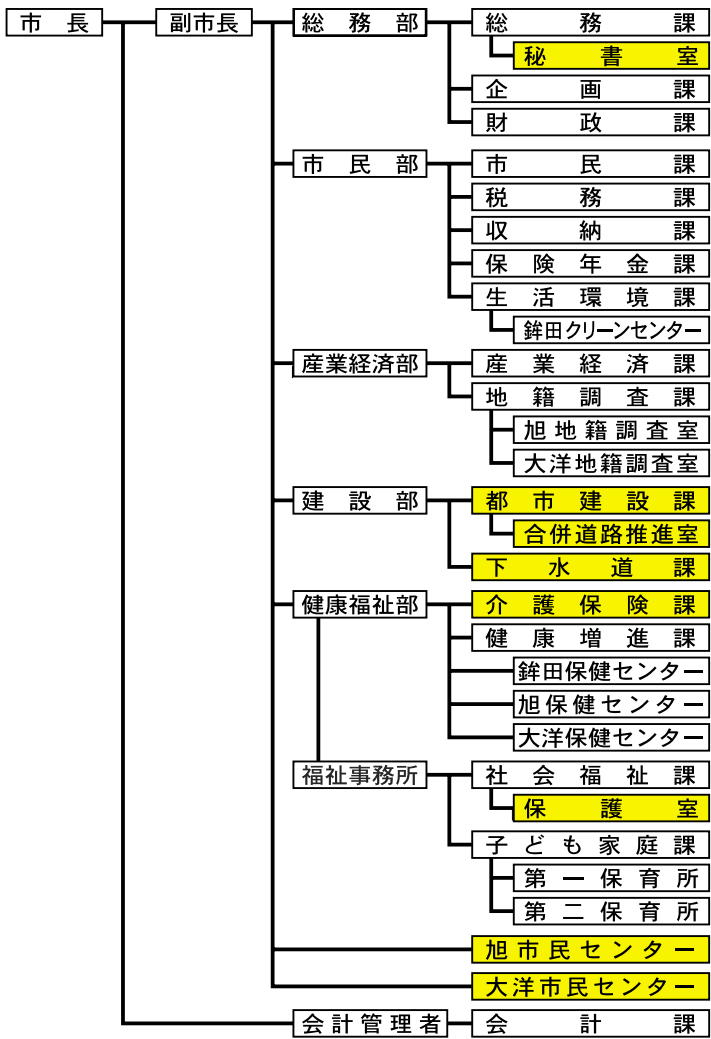 市長 副市長 総務部 総務課
秘書室
企画課
財政課
市民部 市民課
税務課
収納課
保険年金課
生活環境課
鉾田クリーンセンター
産業経済部 産業経済課
地籍調査課
旭地籍調査室
大洋地籍調査室
建設部 都市建設課
合併道路推進室
下水道課
健康福祉部 介護保険課
健康増進課
鉾田保健センター
旭保健センター
大洋保健センター
福祉事務所 社会福祉課
保護室
子ども家庭課
第一保育所
第二保育所
旭市民センター
大洋市民センター
会計管理者 会計課